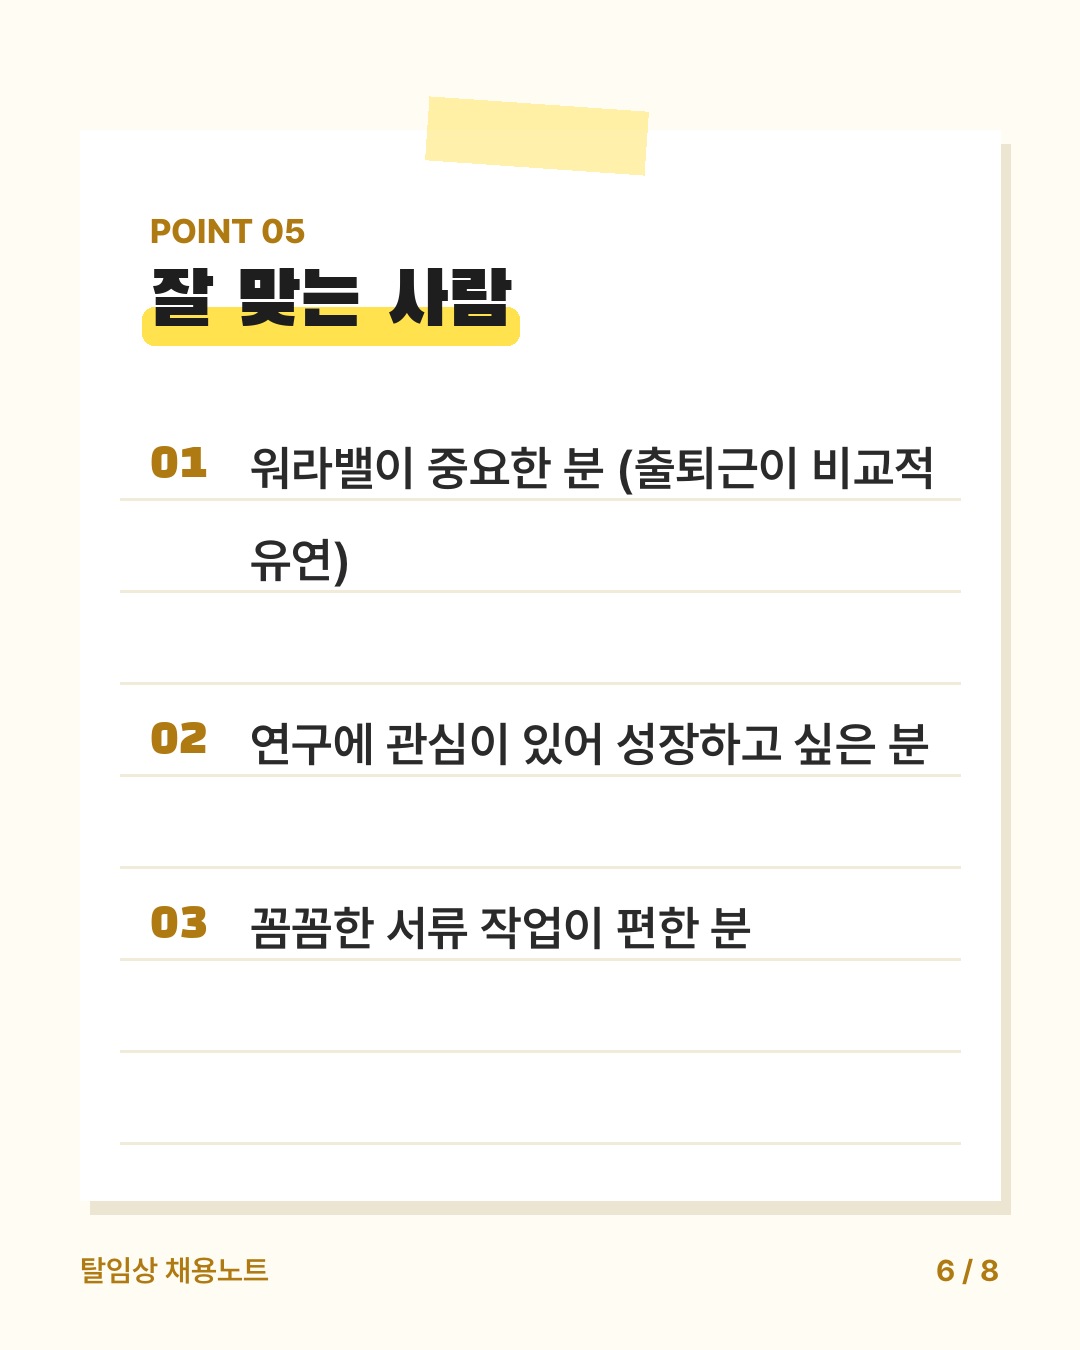 POINT 05
잘 맞는 사람
01 워라밸이 중요한 분 (출퇴근이 비교적
유연)
02 연구에 관심이 있어 성장하고 싶은 분
03 꼼꼼한 서류 작업이 편한 분
탈임상 채용노트
6 / 8